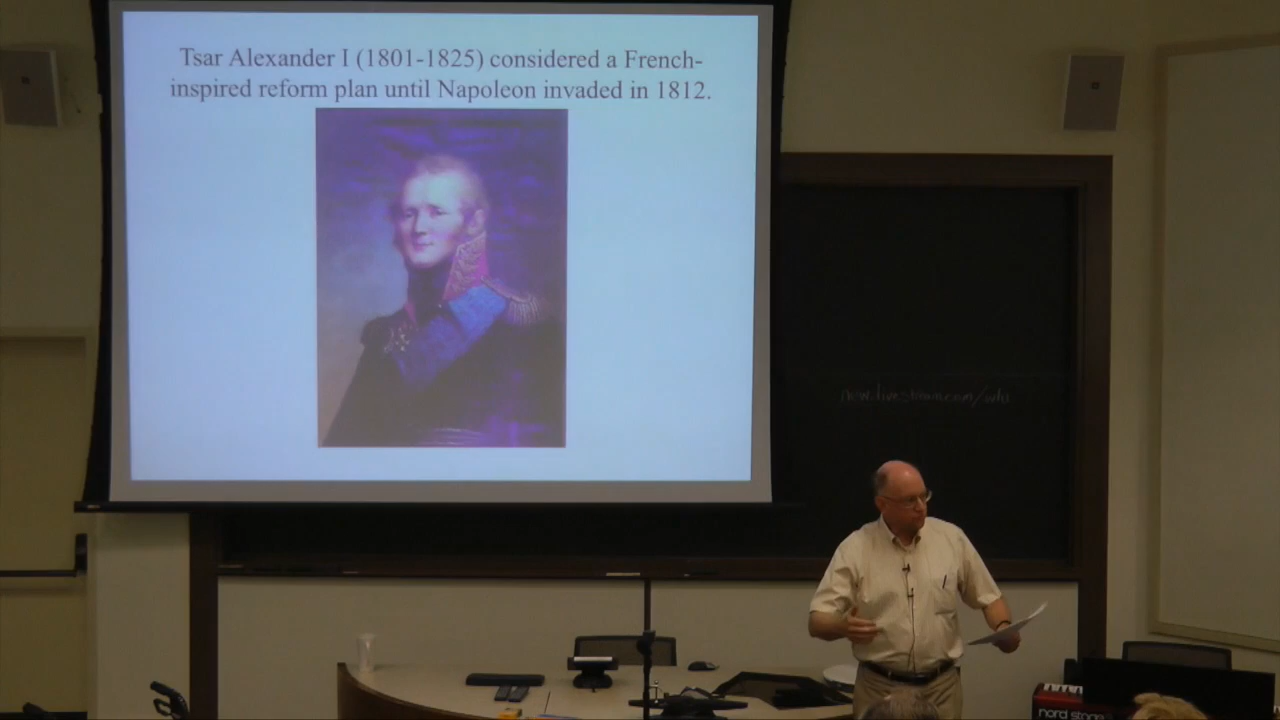 Tsar Alexander I (1801-1825) considered a French-
inspired reform plan until Napoleon invaded in 1812.
nord stage